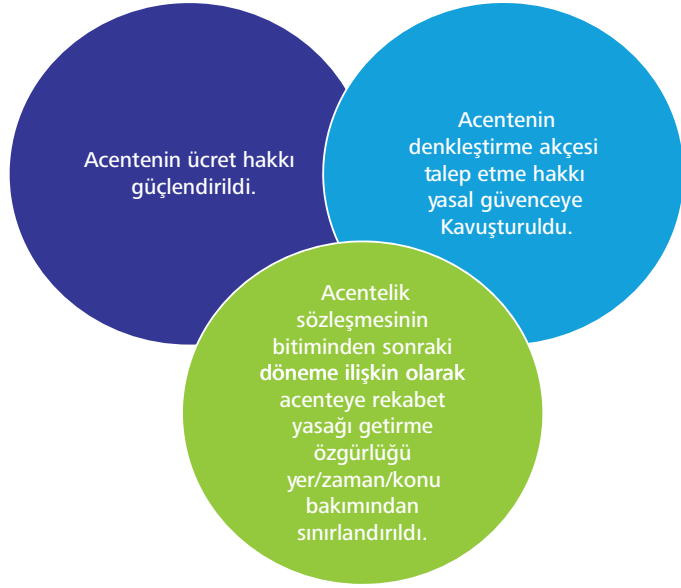 Acentenin ücret hakkı
güçlendirildi.
Acentenin
denkleştirme akçesi
talep etme hakkı
yasal güvenceye
Kavuşturuldu.
Acentelik
sözleşmesinin
bitiminden sonraki
döneme ilişkin olarak
acenteye rekabet
yasağı getirme
özgürlüğü
yer/zaman/konu
bakımından
sınırlandırıldı.